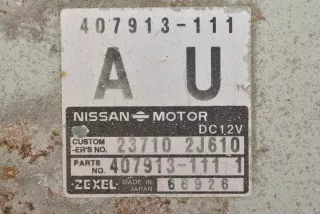 407913-111
A U
NISSAN MOTOR
DC12V
CUSTOM
-ER'S NO. 23710 2J610
PARTS
NO. 407913-111 1
ZEXEL MADE IN
JAPAN 66926